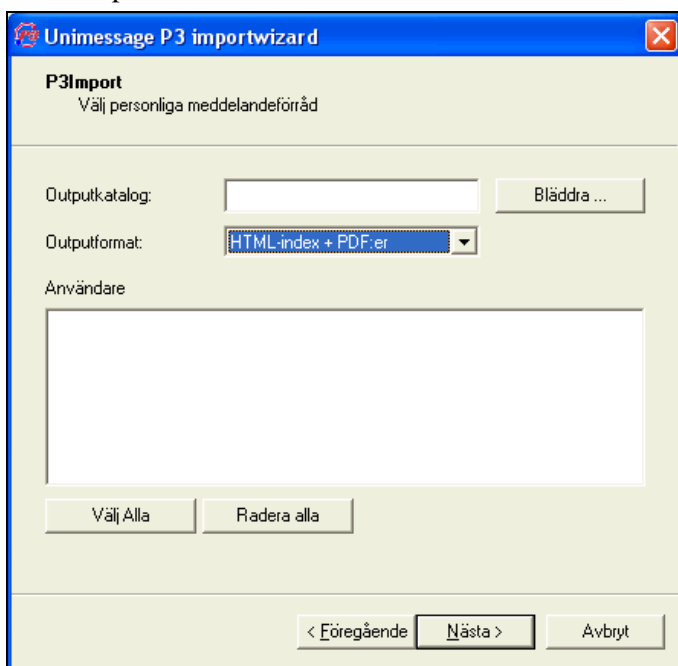 Unimessage P3 importwizard
P3Import
Välj personliga meddelandeförråd
Outputkatalog:
Bläddra ...
Outputformat:
HTML-index + PDF:er
Användare
Välj Alla
Radera alla
< Föregående
Nästa >
Avbryt